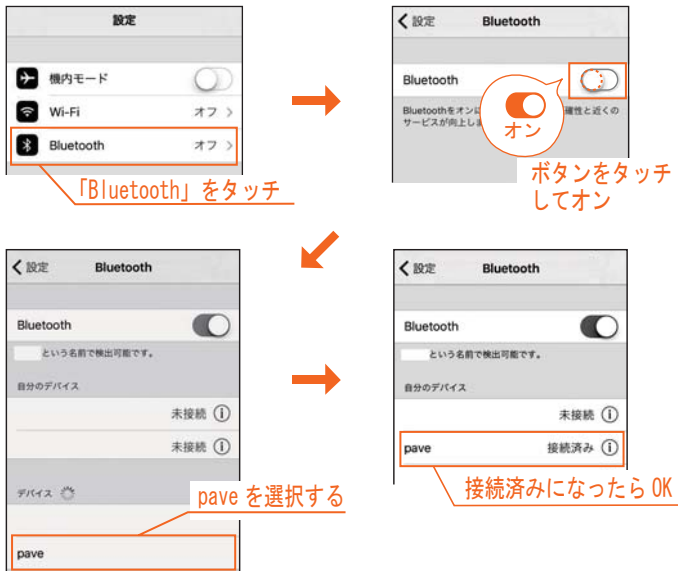 設定
機内モード
Wi-Fi オフ
Bluetooth オフ
「Bluetooth」をタッチ
設定 Bluetooth
Bluetooth
Bluetoothをオンに 確性と近くの
サービスが向上しま
オン
ボタンをタッチ
してオン
設定 Bluetooth
Bluetooth
という名前で検出可能です。
自分のデバイス
未接続
未接続
デバイス
pave を選択する
pave
設定 Bluetooth
Bluetooth
という名前で検出可能です。
自分のデバイス
未接続
pave 接続済み
接続済みになったら OK